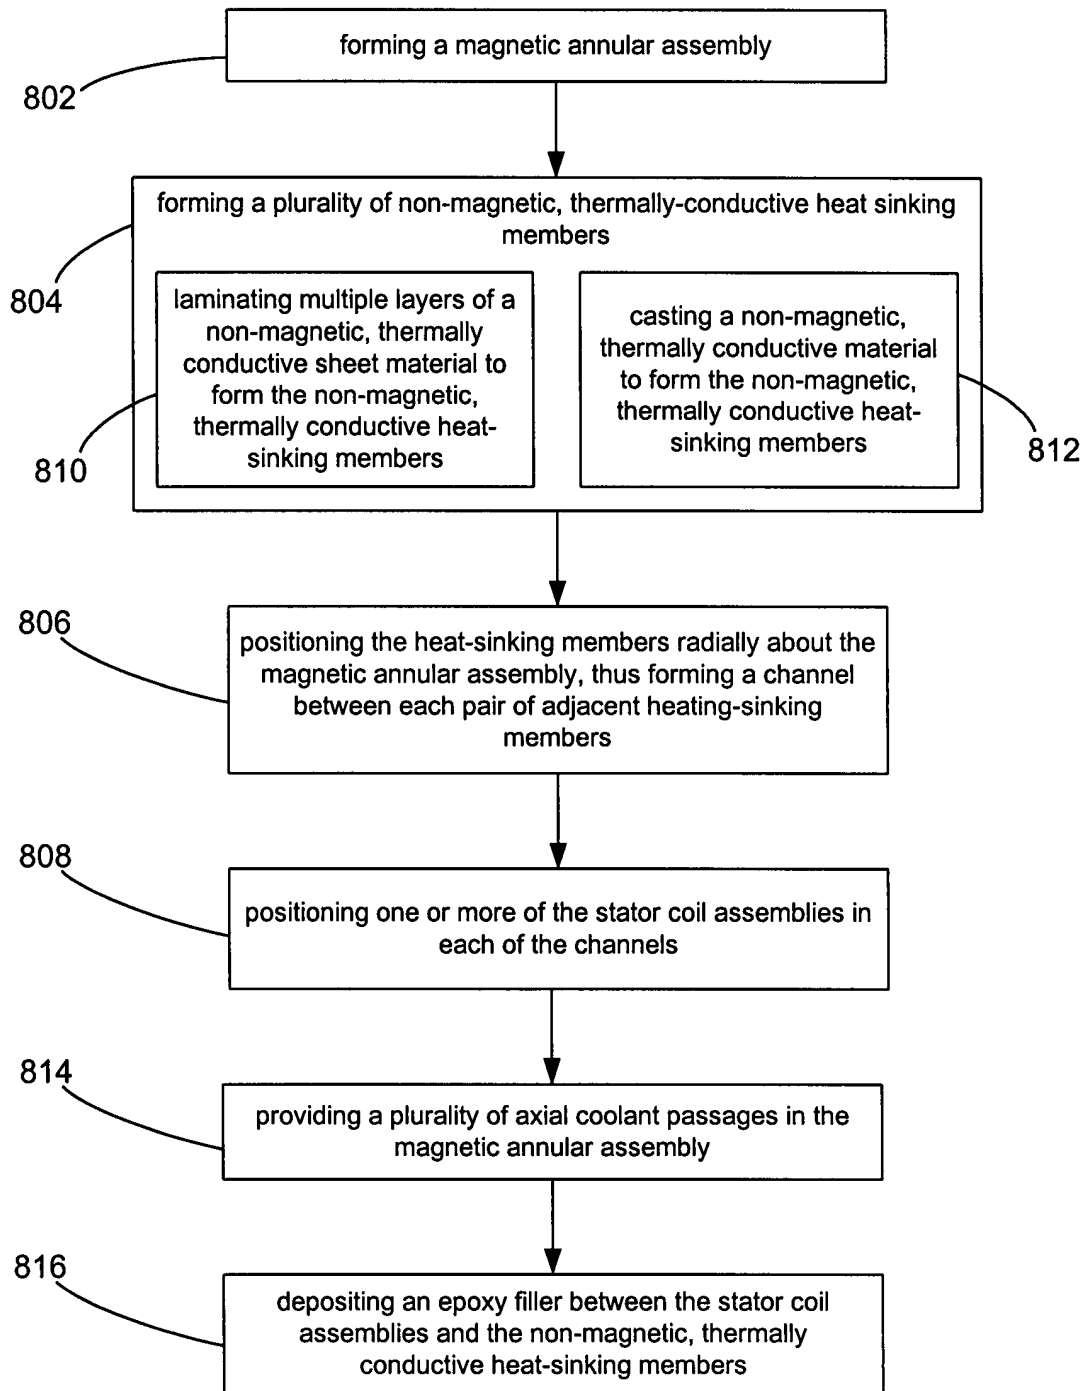 forming a magnetic annular assembly
802
forming a plurality of non-magnetic, thermally-conductive heat sinking
members
804
laminating multiple layers of a
non-magnetic, thermally
conductive sheet material to
form the non-magnetic,
thermally conductive heat-
sinking members
810
casting a non-magnetic,
thermally conductive material
to form the non-magnetic,
thermally conductive heat-
sinking members
812
806
positioning the heat-sinking members radially about the
magnetic annular assembly, thus forming a channel
between each pair of adjacent heating-sinking
members
808
positioning one or more of the stator coil assemblies in
each of the channels
814
providing a plurality of axial coolant passages in the
magnetic annular assembly
816
depositing an epoxy filler between the stator coil
assemblies and the non-magnetic, thermally
conductive heat-sinking members